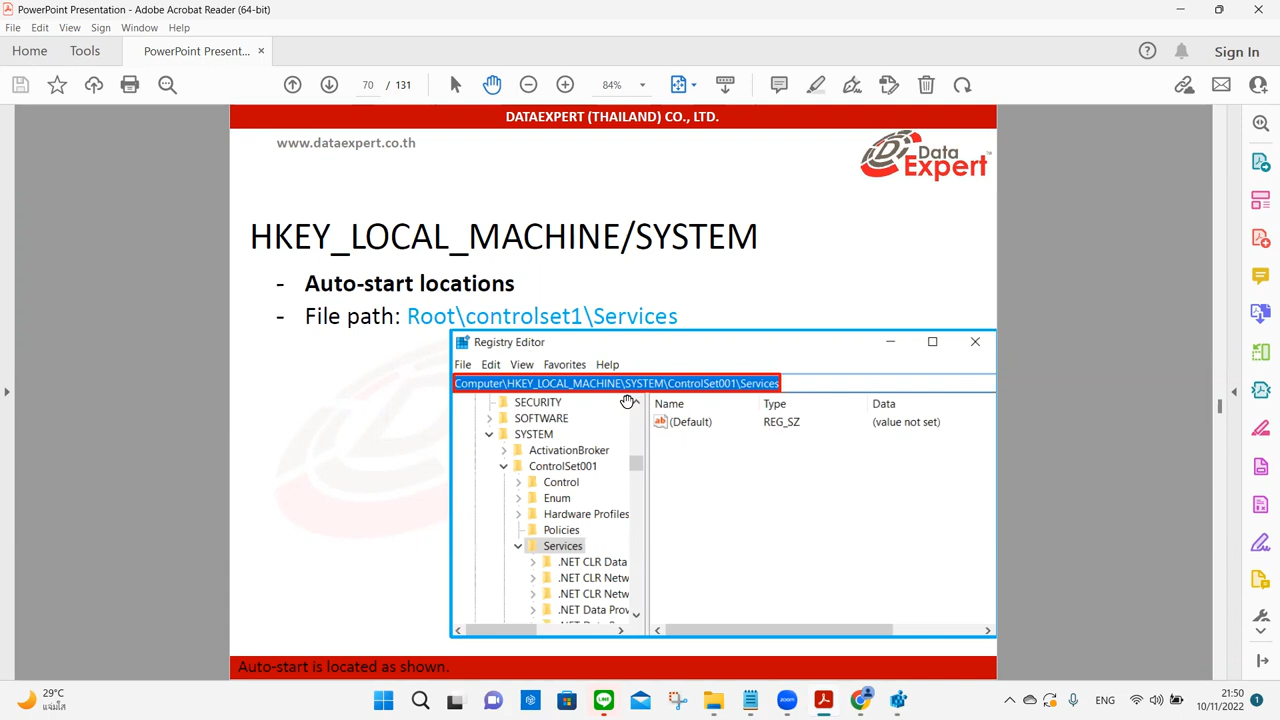 PowerPoint Presentation - Adobe Acrobat Reader (64-bit)
File Edit View Sign Window Help
Home Tools PowerPoint Present... × Sign In
70 / 131 84%
DATAEXPERT (THAILAND) CO., LTD.
www.dataexpert.co.th
Data
Expert™
HKEY_LOCAL_MACHINE/SYSTEM
- Auto-start locations
- File path: Root\controlset1\Services
Registry Editor
File Edit View Favorites Help
Computer\HKEY_LOCAL_MACHINE\SYSTEM\ControlSet001\Services
SECURITY
SOFTWARE
SYSTEM
ActivationBroker
ControlSet001
Control
Enum
Hardware Profiles
Policies
Services
.NET CLR Data
.NET CLR Netw
.NET CLR Netw
.NET Data Prov
Name Type Data
ab (Default) REG_SZ (value not set)
Auto-start is located as shown.
29°C
zoom
ENG
21:50
10/11/2022
1